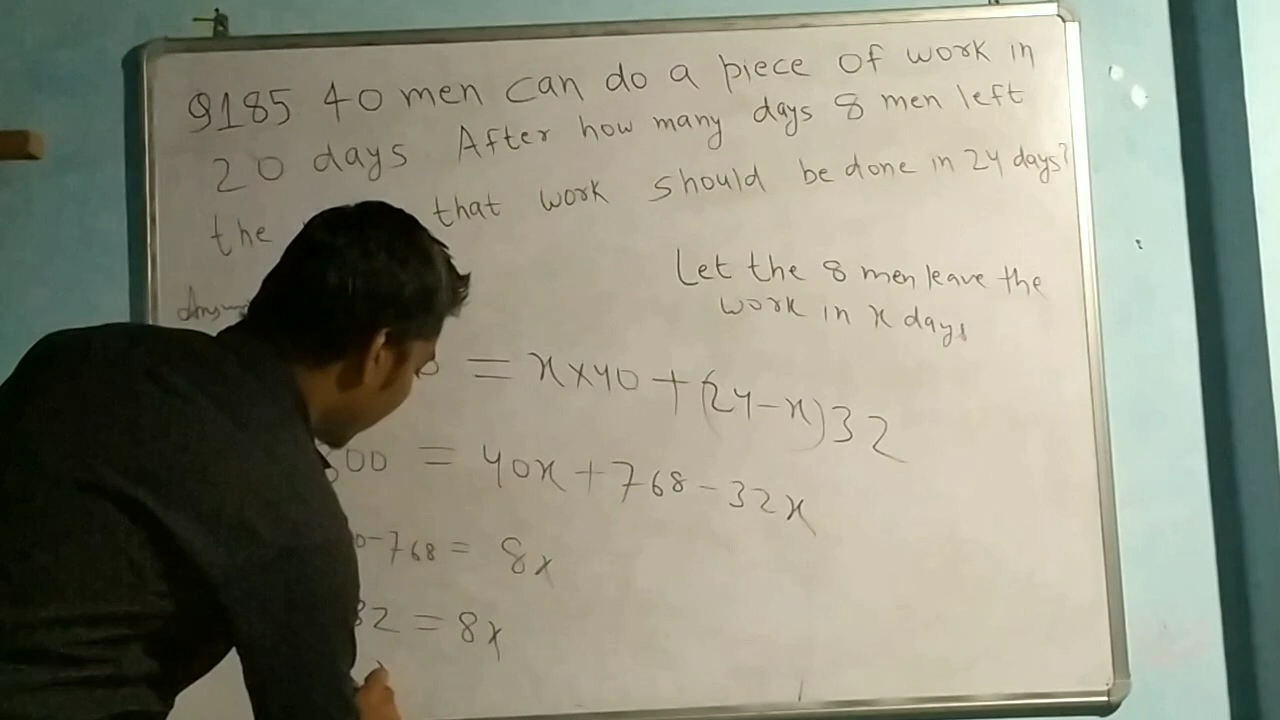 Q185 40 men can do a piece of work in
20 days After how many days 8 men left
the that work should be done in 24 days?
Let the 8 men leave the
work in x days
= x×40+(24-x)32
800 = 40x+768-32x
0-768= 8x
32 = 8x